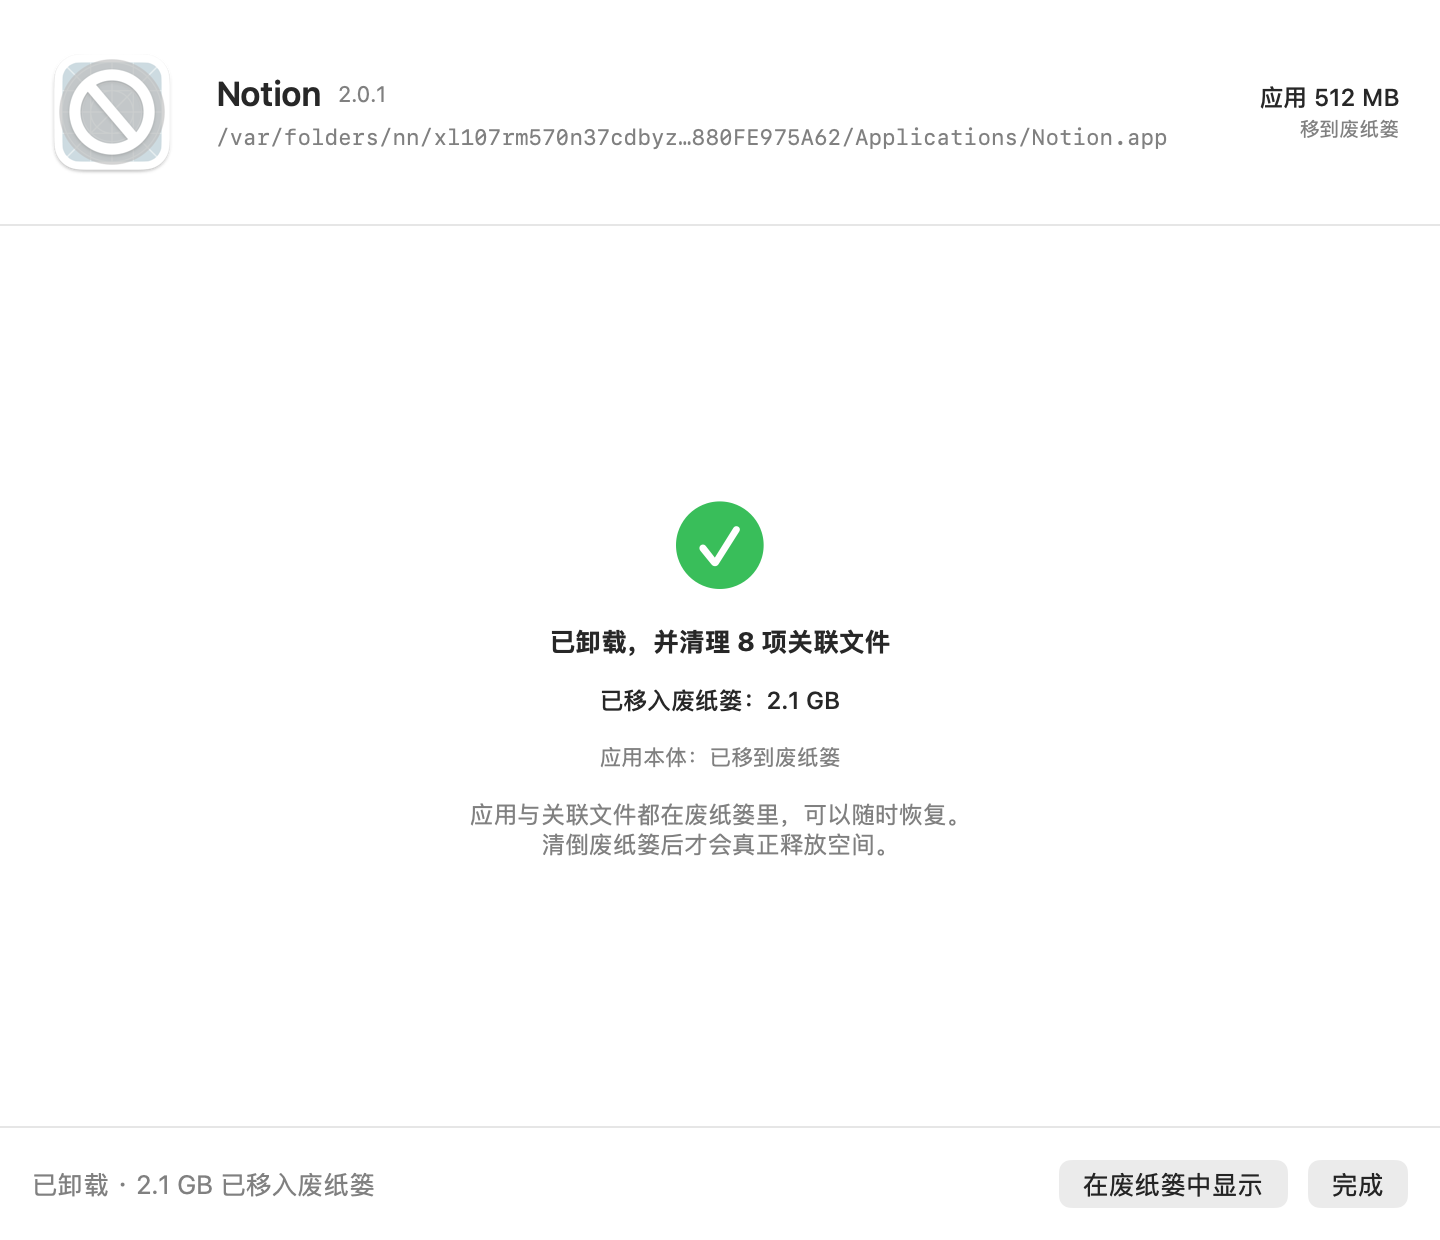 Notion 2.0.1
/var/folders/nn/xl107rm570n37cdbyz…880FE975A62/Applications/Notion.app
应用 512 MB
移到废纸篓
已卸载，并清理 8 项关联文件
已移入废纸篓：2.1 GB
应用本体：已移到废纸篓
应用与关联文件都在废纸篓里，可以随时恢复。
清倒废纸篓后才会真正释放空间。
已卸载 · 2.1 GB 已移入废纸篓
在废纸篓中显示
完成